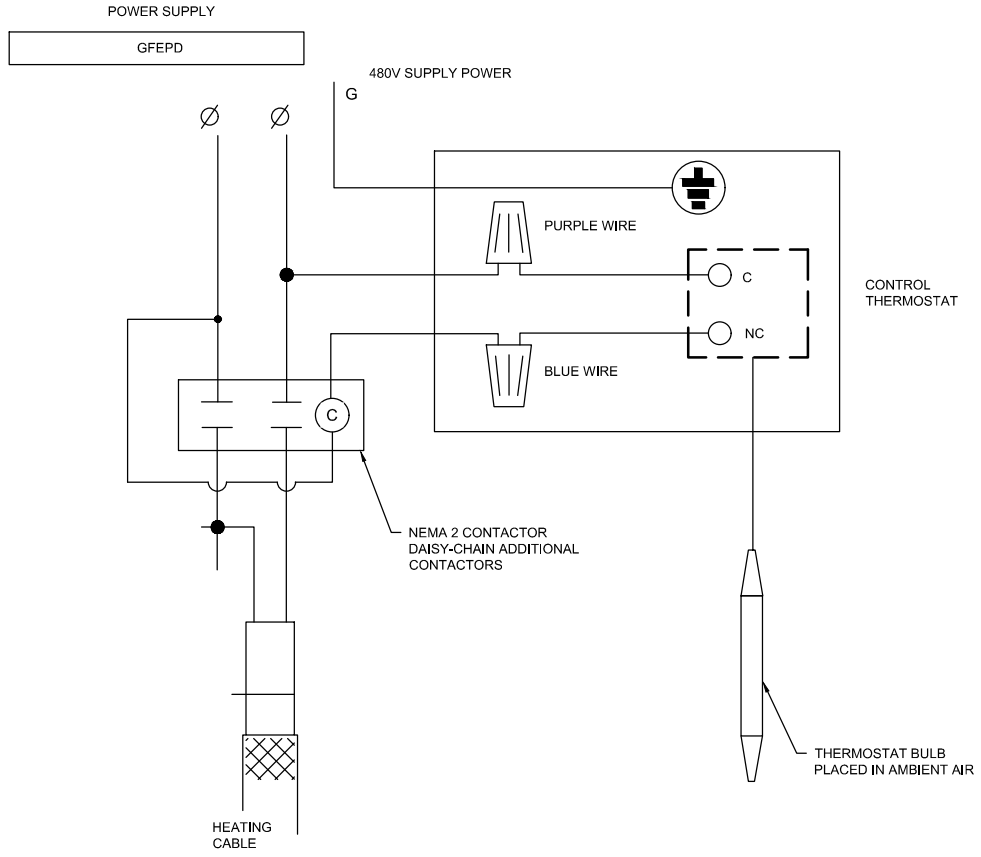 POWER SUPPLY
GFEPD
480V SUPPLY POWER
G
Ø Ø
PURPLE WIRE
C
CONTROL
THERMOSTAT
NC
BLUE WIRE
C
NEMA 2 CONTACTOR
DAISY-CHAIN ADDITIONAL
CONTACTORS
THERMOSTAT BULB
PLACED IN AMBIENT AIR
HEATING
CABLE